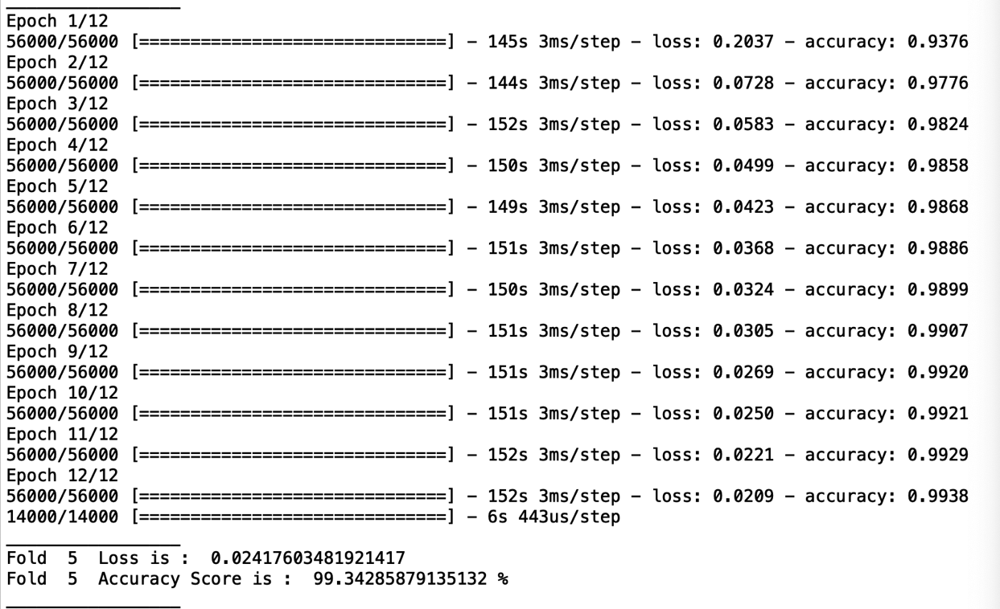 _________________
Epoch 1/12
56000/56000 [==============================] - 145s 3ms/step - loss: 0.2037 - accuracy: 0.9376
Epoch 2/12
56000/56000 [==============================] - 144s 3ms/step - loss: 0.0728 - accuracy: 0.9776
Epoch 3/12
56000/56000 [==============================] - 152s 3ms/step - loss: 0.0583 - accuracy: 0.9824
Epoch 4/12
56000/56000 [==============================] - 150s 3ms/step - loss: 0.0499 - accuracy: 0.9858
Epoch 5/12
56000/56000 [==============================] - 149s 3ms/step - loss: 0.0423 - accuracy: 0.9868
Epoch 6/12
56000/56000 [==============================] - 151s 3ms/step - loss: 0.0368 - accuracy: 0.9886
Epoch 7/12
56000/56000 [==============================] - 150s 3ms/step - loss: 0.0324 - accuracy: 0.9899
Epoch 8/12
56000/56000 [==============================] - 151s 3ms/step - loss: 0.0305 - accuracy: 0.9907
Epoch 9/12
56000/56000 [==============================] - 151s 3ms/step - loss: 0.0269 - accuracy: 0.9920
Epoch 10/12
56000/56000 [==============================] - 151s 3ms/step - loss: 0.0250 - accuracy: 0.9921
Epoch 11/12
56000/56000 [==============================] - 152s 3ms/step - loss: 0.0221 - accuracy: 0.9929
Epoch 12/12
56000/56000 [==============================] - 152s 3ms/step - loss: 0.0209 - accuracy: 0.9938
14000/14000 [==============================] - 6s 443us/step
_________________
Fold  5  Loss is :  0.02417603481921417
Fold  5  Accuracy Score is :  99.34285879135132 %
_________________